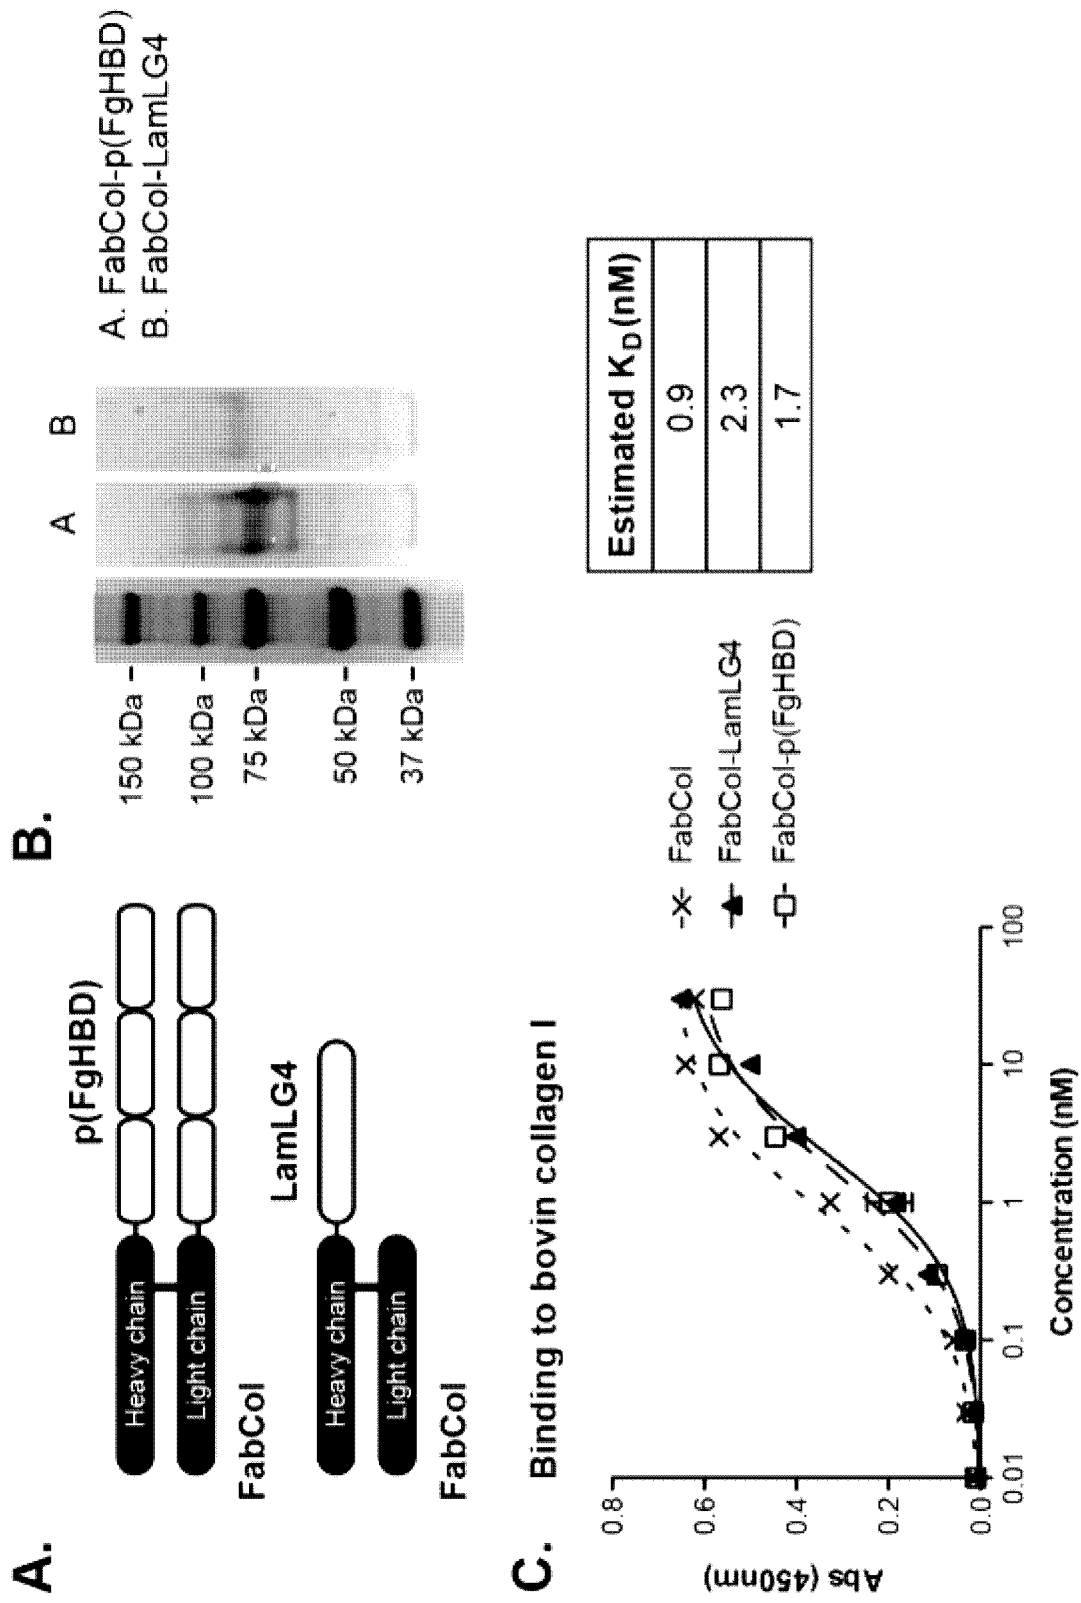 A.
p(FgHBD)
Heavy chain
Light chain
FabCol
LamLG4
Heavy chain
Light chain
FabCol
B.
A
B
150 kDa
100 kDa
75 kDa
50 kDa
37 kDa
A. FabCol-p(FgHBD)
B. FabCol-LamLG4
C.
Binding to bovin collagen I
Abs (450nm)
0.8
0.6
0.4
0.2
0.0
0.01
0.1
1
10
100
Concentration (nM)
FabCol
FabCol-LamLG4
FabCol-p(FgHBD)
Estimated KD(nM)
0.9
2.3
1.7